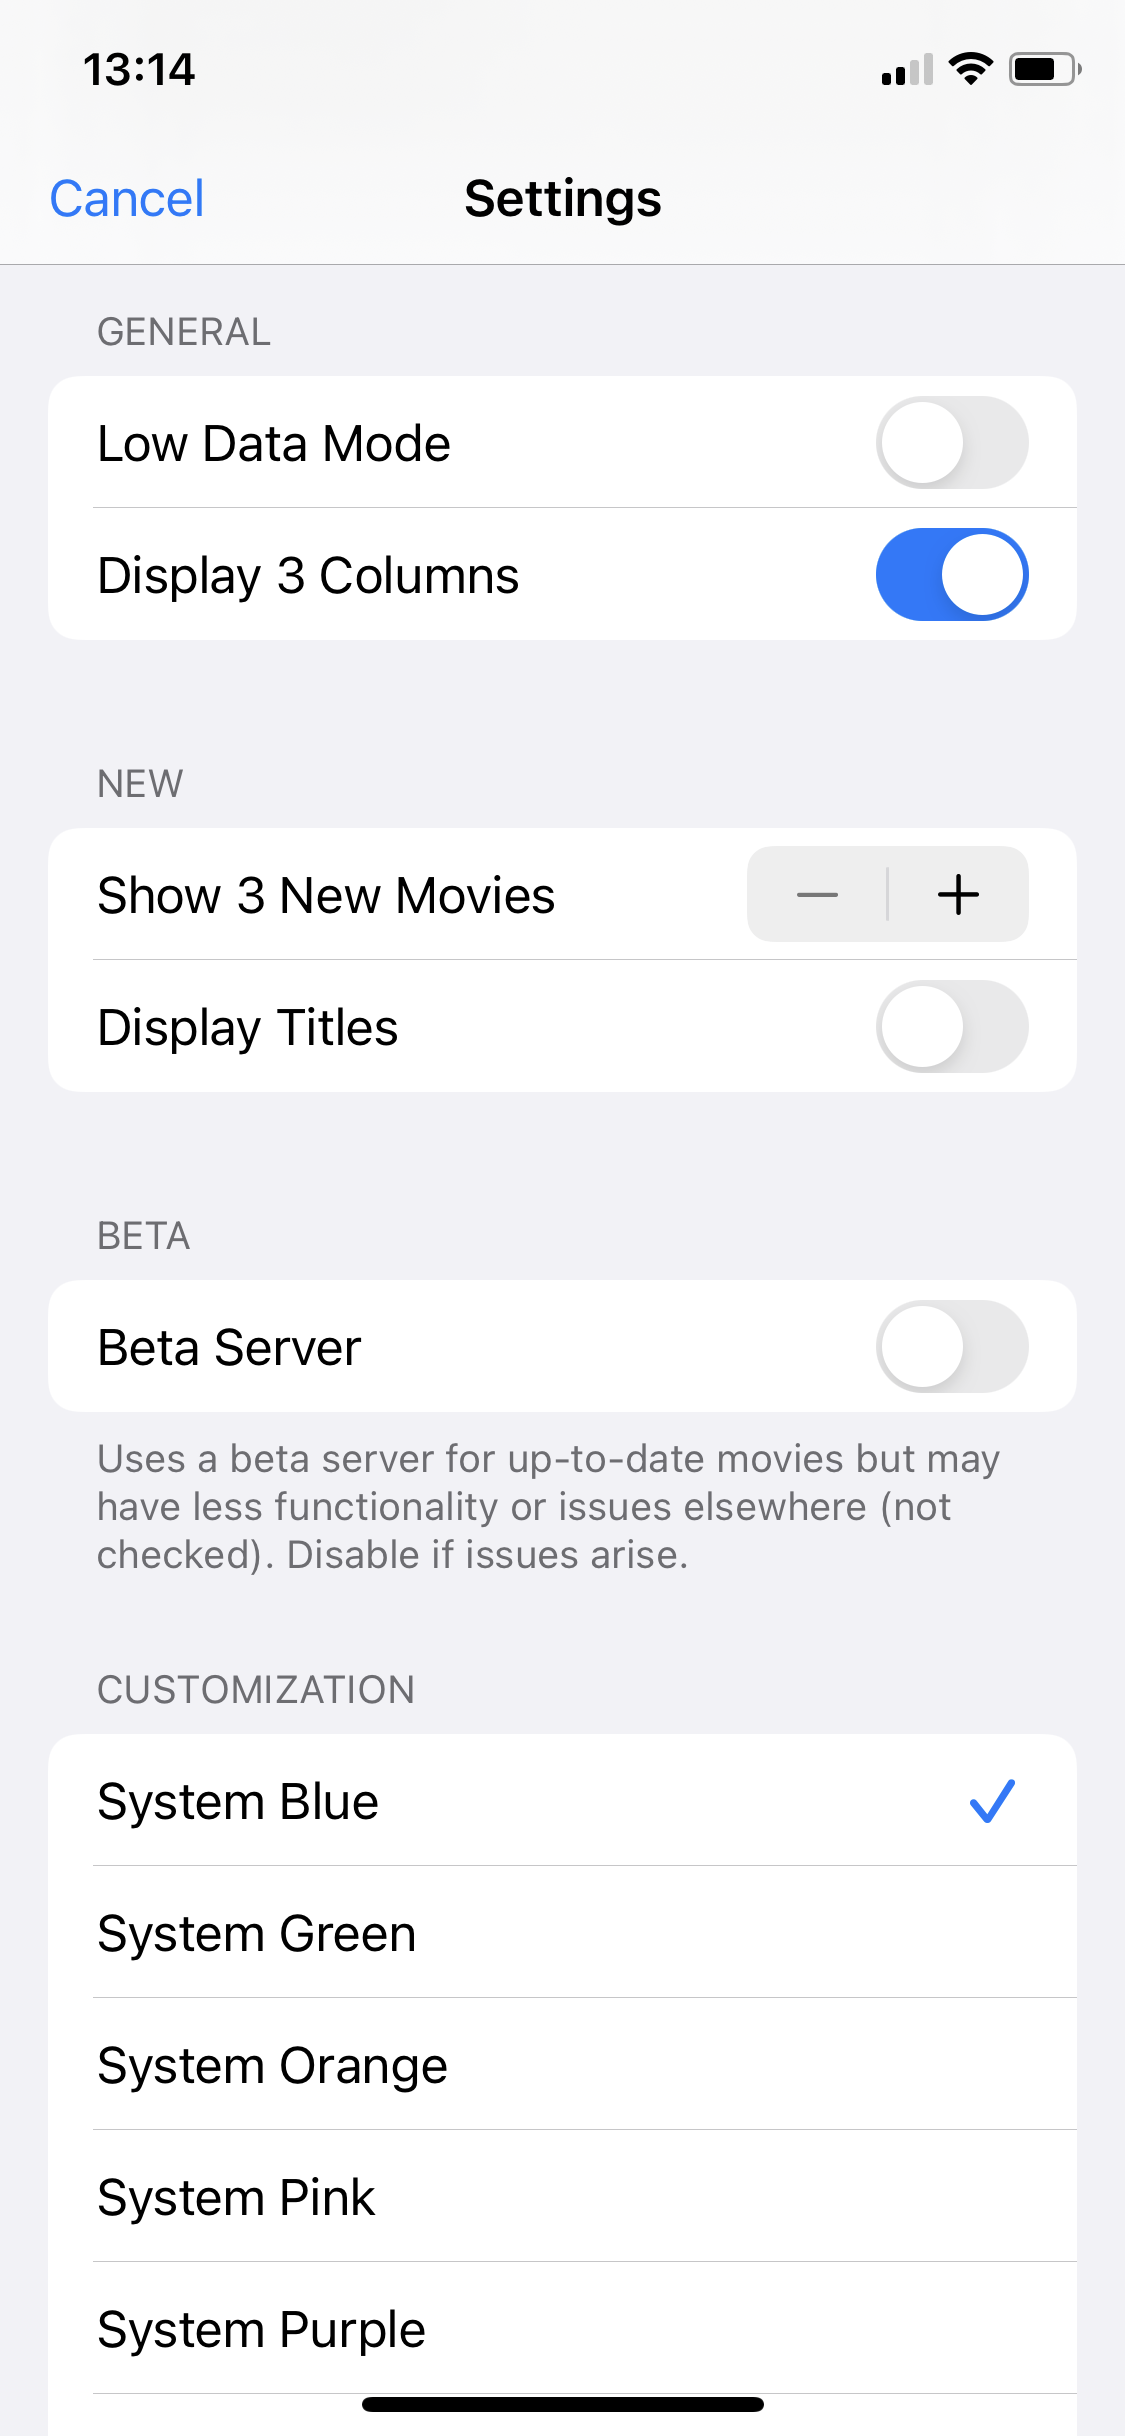 13:14
Cancel
Settings
GENERAL
Low Data Mode
Display 3 Columns
NEW
Show 3 New Movies
Display Titles
BETA
Beta Server
Uses a beta server for up-to-date movies but may
have less functionality or issues elsewhere (not
checked). Disable if issues arise.
CUSTOMIZATION
System Blue
System Green
System Orange
System Pink
System Purple